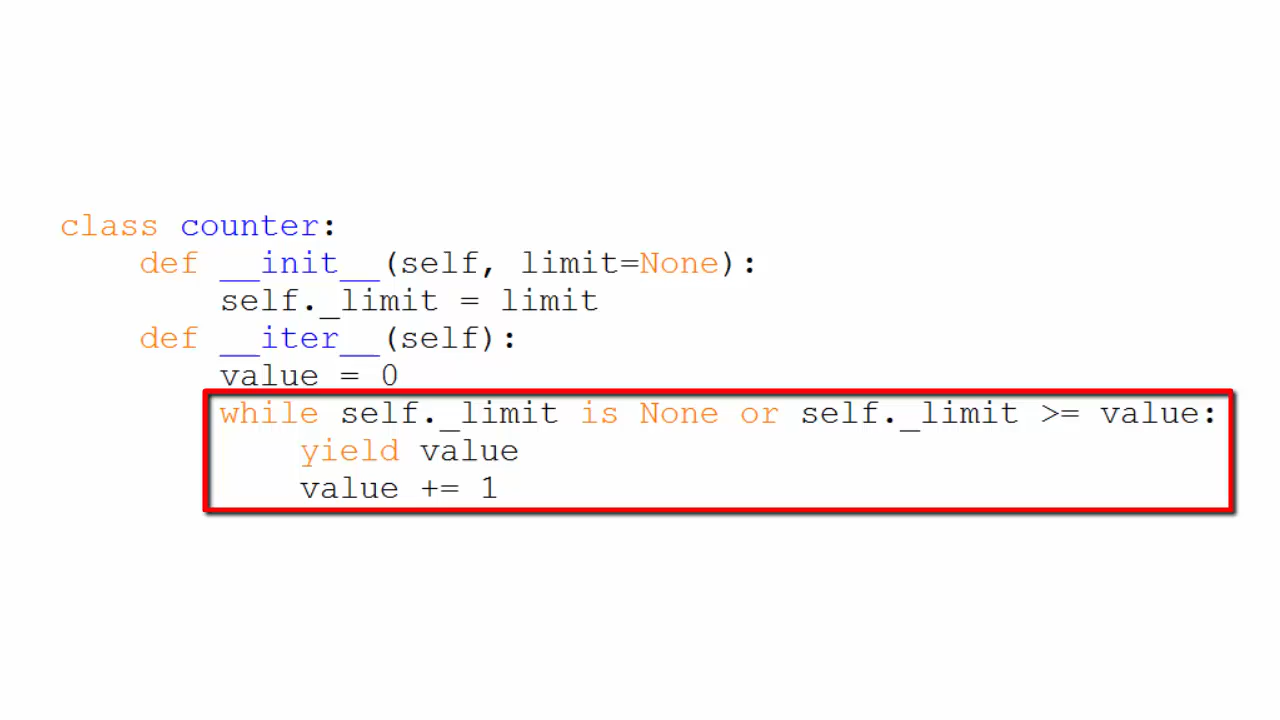 class counter:
    def __init__(self, limit=None):
        self._limit = limit
    def __iter__(self):
        value = 0
        while self._limit is None or self._limit >= value:
            yield value
            value += 1